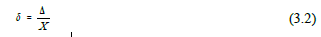 δ = Δ / X (3.2)